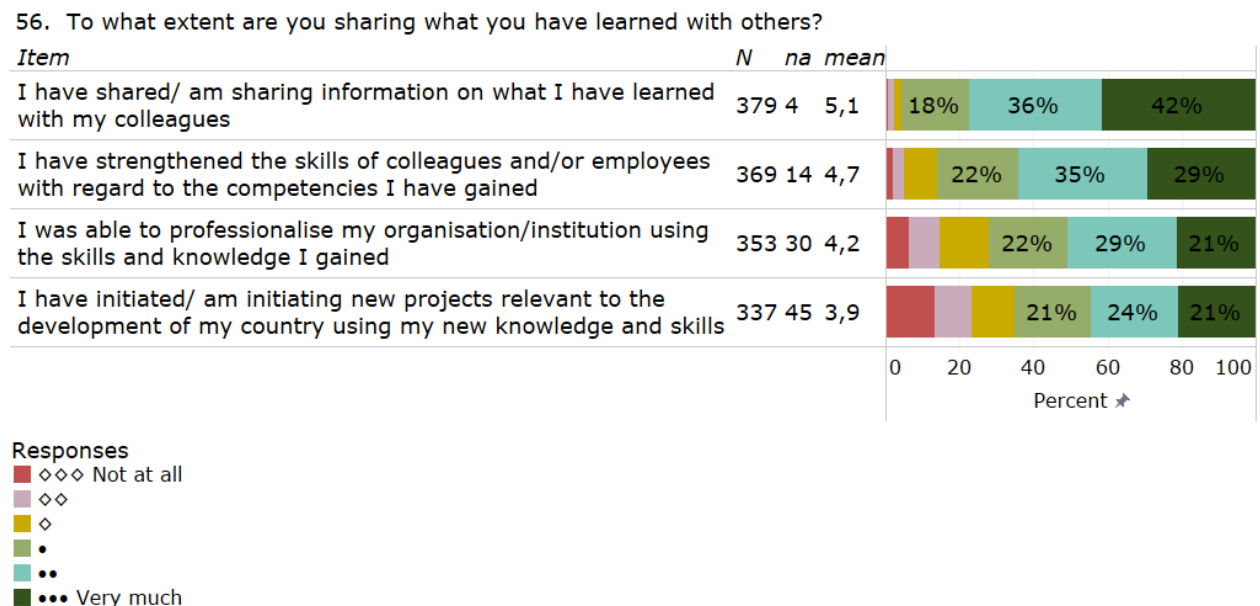 56. To what extent are you sharing what you have learned with others?
Item N na mean
I have shared/ am sharing information on what I have learned
with my colleagues
379 4 5,1 18% 36% 42%
I have strengthened the skills of colleagues and/or employees
with regard to the competencies I have gained
369 14 4,7 22% 35% 29%
I was able to professionalise my organisation/institution using
the skills and knowledge I gained
353 30 4,2 22% 29% 21%
I have initiated/ am initiating new projects relevant to the
development of my country using my new knowledge and skills
337 45 3,9 21% 24% 21%
0 20 40 60 80 100
Percent
Responses
◇◇◇ Not at all
◇◇
◇
•
••
••• Very much